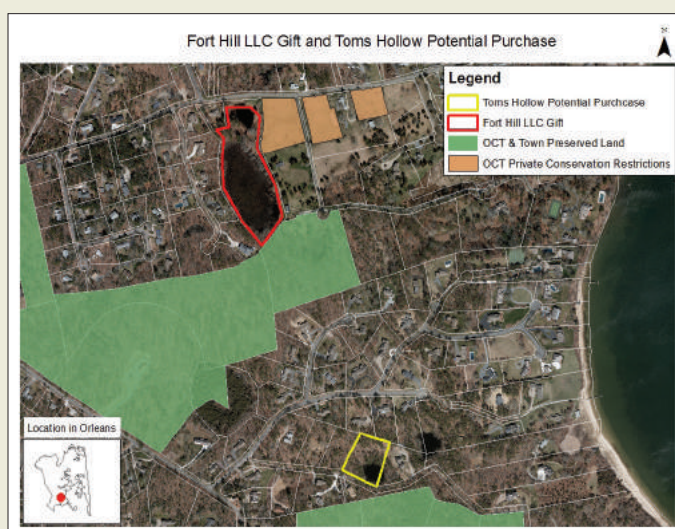 Fort Hill LLC Gift and Toms Hollow Potential Purchase
N
Legend
Toms Hollow Potential Purchcase
Fort Hill LLC Gift
OCT & Town Preserved Land
OCT Private Conservation Restrictions
Location in Orleans